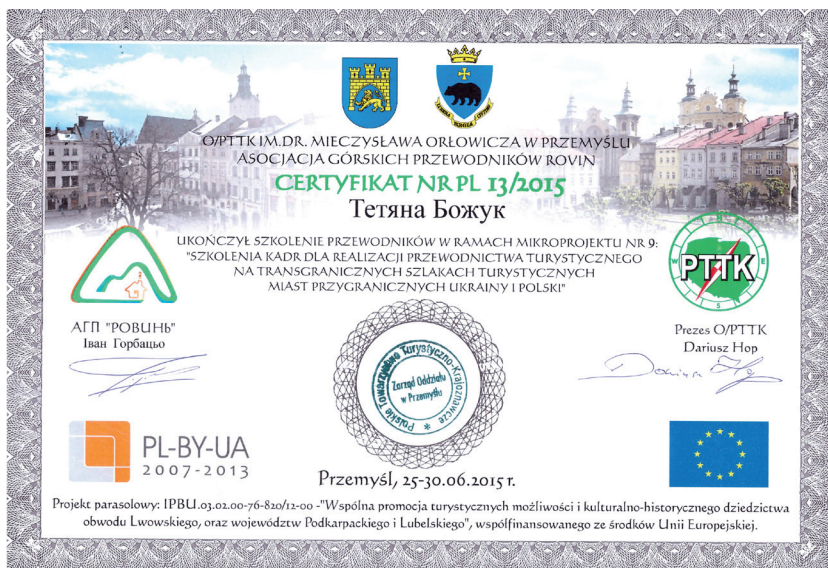 O/PTTK IM.DR. MIECZYSŁAWA ORŁOWICZA W PRZEMYŚLU
ASOCJACJA GÓRSKICH PRZEWODNIKÓW ROVIŃ
CERTYFIKAT NR PL 13/2015
Тетяна Божук
UKOŃCZYŁ SZKOLENIE PRZEWODNIKÓW W RAMACH MIKROPROJEKTU NR 9:
"SZKOLENIA KADR DLA REALIZACJI PRZEWODNICTWA TURYSTYCZNEGO
NA TRANSGRANICZNYCH SZLAKACH TURYSTYCZNYCH
MIAST PRZYGRANICZNYCH UKRAINY I POLSKI"
W E
PTTK
S
АГП "РОВІНЬ"
Іван Горбацьо
Prezes O/PTTK
Dariusz Hop
Polskie Towarzystwo Turystyczno-Krajoznawcze
Zarząd Oddziału
w Przemyślu
PL-BY-UA
2007-2013
Przemyśl, 25-30.06.2015 r.
Projekt parasolowy: IPBU.03.02.00-76-820/12-00 -"Wspólna promocja turystycznych możliwości i kulturalno-historycznego dziedzictwa
obwodu Lwowskiego, oraz województw Podkarpackiego i Lubelskiego", współfinansowanego ze środków Unii Europejskiej.